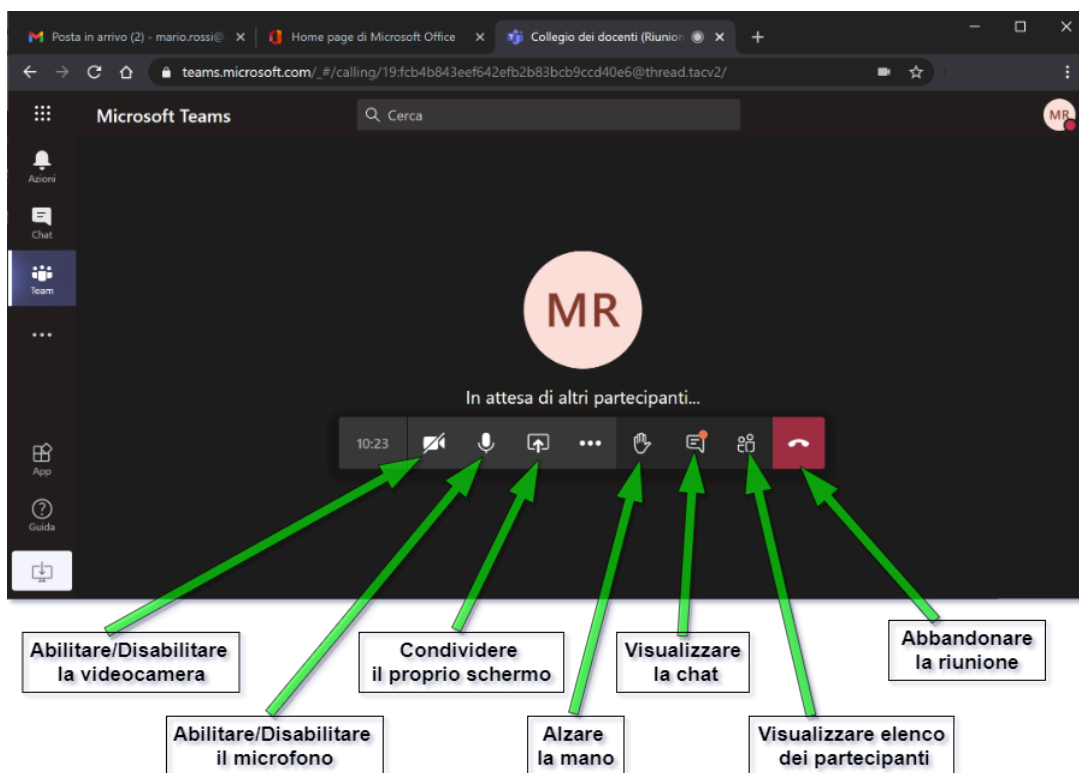 Posta in arrivo (2) - mario.rossi@
Home page di Microsoft Office
Collegio dei docenti (Riunion
teams.microsoft.com/_#/calling/19:fcb4b843eef642efb2b83bcb9ccd40e6@thread.tacv2/
Microsoft Teams
Cerca
MR
Azioni
Chat
Team
MR
In attesa di altri partecipanti...
10:23
App
Guida
Abilitare/Disabilitare
la videocamera
Condividere
il proprio schermo
Visualizzare
la chat
Abbandonare
la riunione
Abilitare/Disabilitare
il microfono
Alzare
la mano
Visualizzare elenco
dei partecipanti